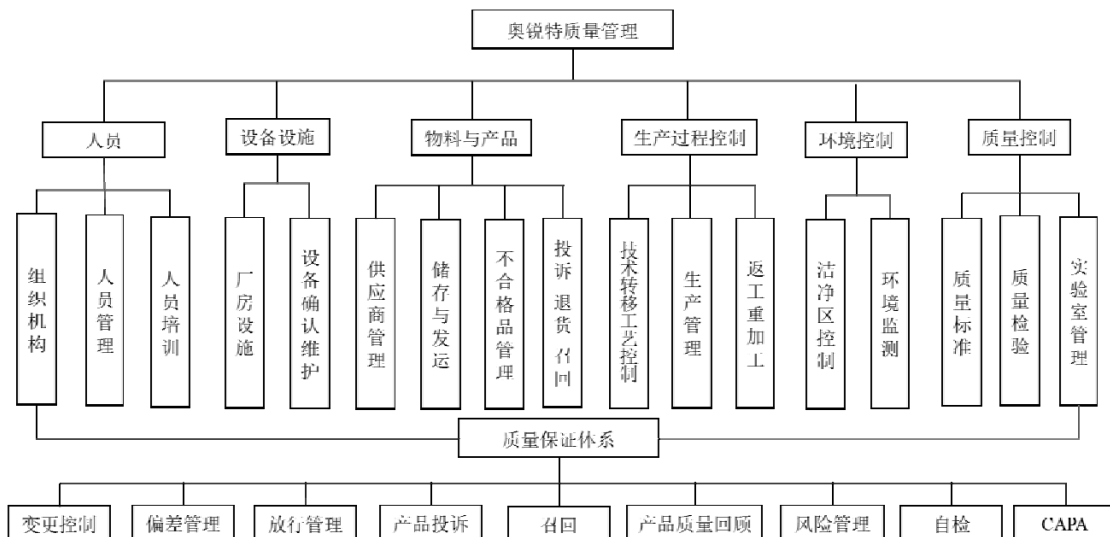 奥锐特质量管理
人员
设备设施
物料与产品
生产过程控制
环境控制
质量控制
组织机构
人员管理
人员培训
厂房设施
设备确认维护
供应商管理
储存与发运
不合格品管理
投诉 退货 召回
技术转移工艺控制
生产管理
返工重加工
洁净区控制
环境监测
质量标准
质量检验
实验室管理
质量保证体系
变更控制
偏差管理
放行管理
产品投诉
召回
产品质量回顾
风险管理
自检
CAPA